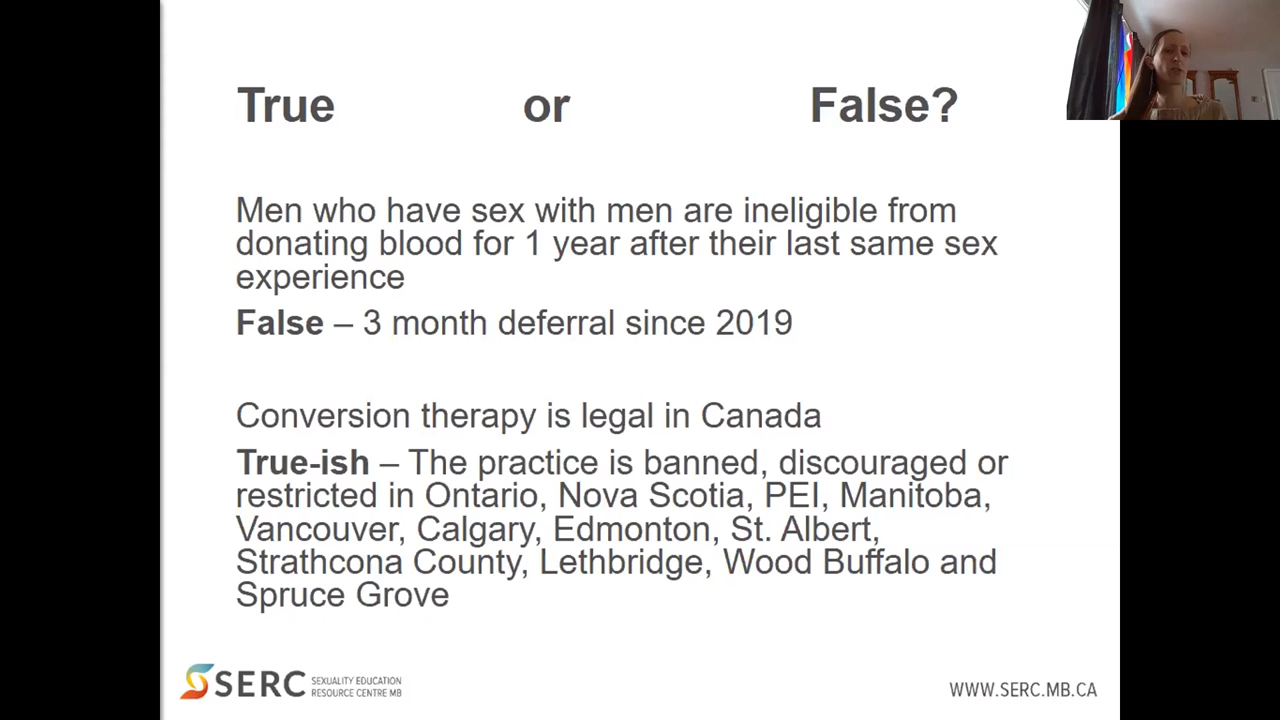 True or False?
Men who have sex with men are ineligible from
donating blood for 1 year after their last same sex
experience
False – 3 month deferral since 2019
Conversion therapy is legal in Canada
True-ish – The practice is banned, discouraged or
restricted in Ontario, Nova Scotia, PEI, Manitoba,
Vancouver, Calgary, Edmonton, St. Albert,
Strathcona County, Lethbridge, Wood Buffalo and
Spruce Grove
SERC SEXUALITY EDUCATION
RESOURCE CENTRE MB
WWW.SERC.MB.CA